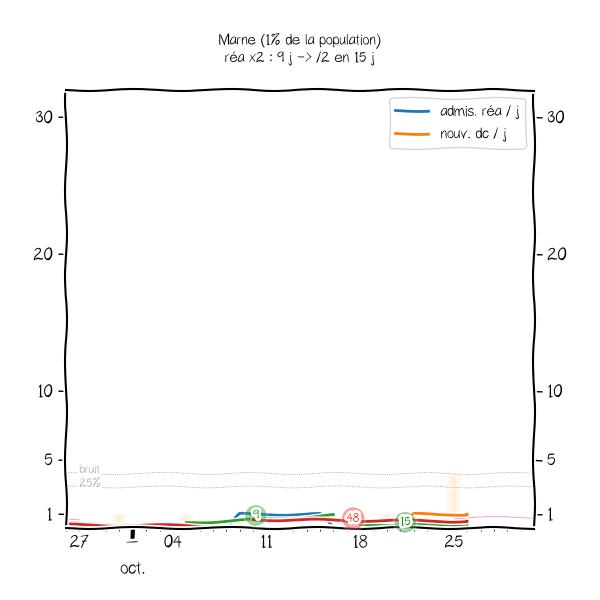 Marne (1% de la population)
réa x2 : 9 j -> /2 en 15 j
admis. réa / j
nouv. dc / j
30 30
20 20
10 10
5 5
bruit
25%
1 1
9 48 15
27 04 11 18 25
oct.